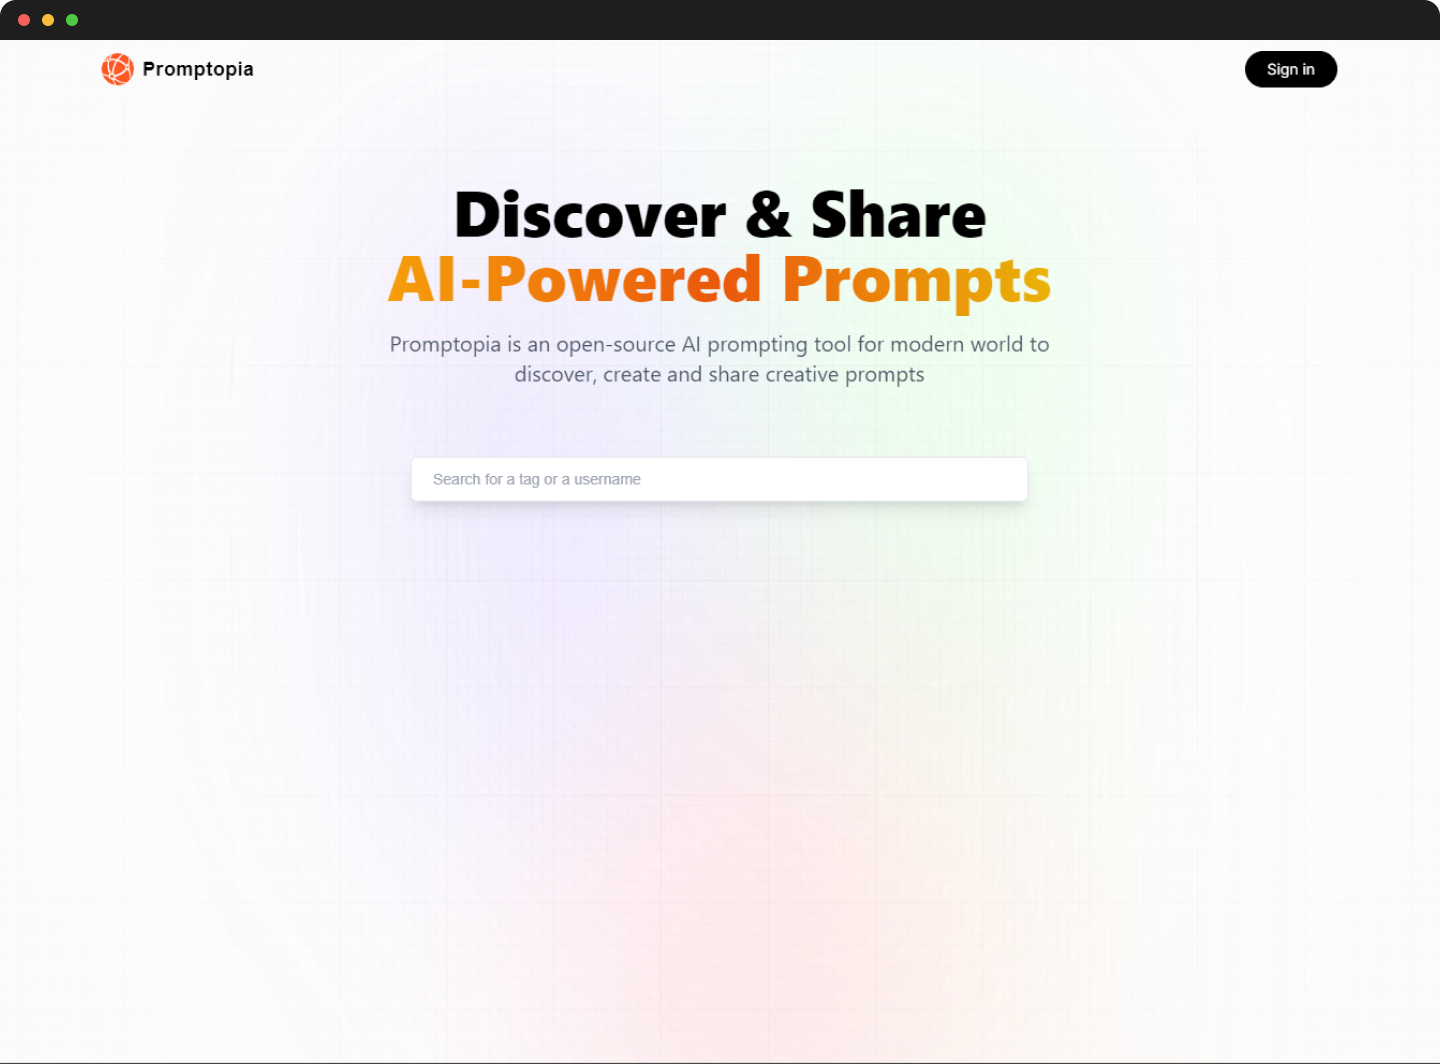 Promptopia
Sign in
Discover & Share
AI-Powered Prompts
Promptopia is an open-source AI prompting tool for modern world to
discover, create and share creative prompts
Search for a tag or a username